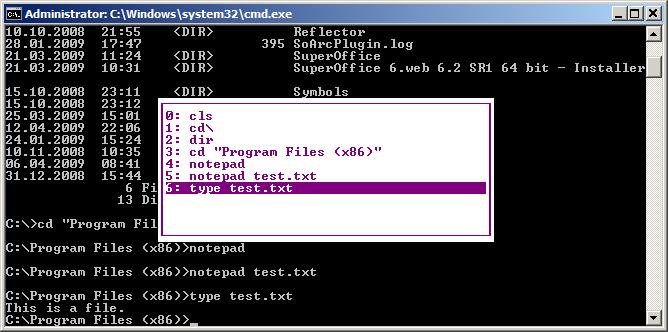 Administrator: C:\Windows\system32\cmd.exe
10.10.2008  21:55    <DIR>          Reflector
28.01.2009  17:47               395 SoArcPlugin.log
21.03.2009  11:24    <DIR>          SuperOffice
21.03.2009  10:31    <DIR>          SuperOffice 6.web 6.2 SR1 64 bit - Installer
15.10.2008  23:11    <DIR>          Symbols
15.10.2008  23:12
25.03.2009  15:01
12.04.2009  22:06
24.01.2009  15:24
10.11.2008  10:35
06.04.2009  08:41
31.12.2008  15:44
6 Fi
13 Di
0: cls
1: cd\
2: dir
3: cd "Program Files (x86)"
4: notepad
5: notepad test.txt
6: type test.txt
C:\>cd "Program Fil
C:\Program Files (x86)>notepad
C:\Program Files (x86)>notepad test.txt
C:\Program Files (x86)>type test.txt
This is a file.
C:\Program Files (x86)>_